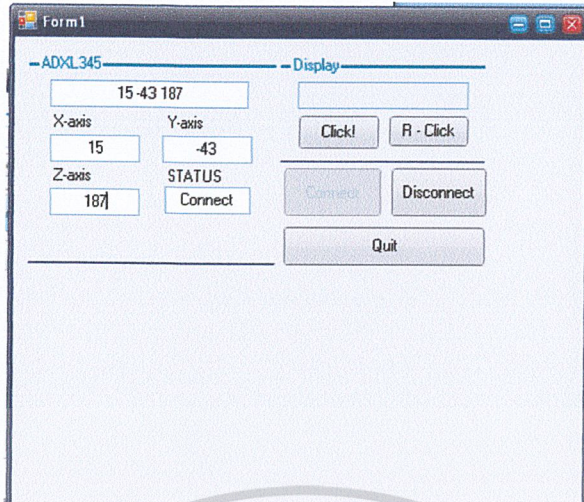 Form1
ADXL345
15 -43 187
X-axis
Y-axis
15
-43
Z-axis
STATUS
187
Connect
Display
Click!
R - Click
Connect
Disconnect
Quit